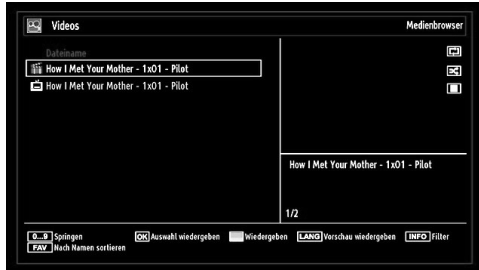 Videos Medienbrowser
Dateiname
How I Met Your Mother - 1x01 - Pilot
How I Met Your Mother - 1x01 - Pilot
How I Met Your Mother - 1x01 - Pilot
1/2
0...9 Springen OK Auswahl wiedergeben Wiedergeben LANG Vorschau wiedergeben INFO Filter
FAV Nach Namen sortieren